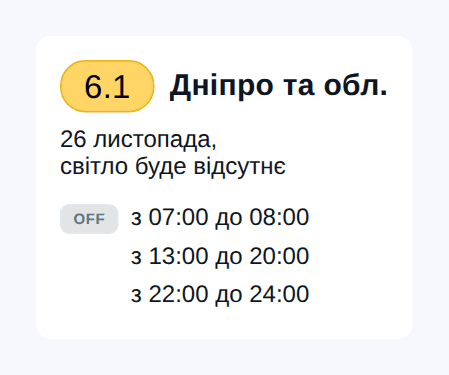 6.1 Дніпро та обл.
26 листопада,
світло буде відсутнє
OFF з 07:00 до 08:00
з 13:00 до 20:00
з 22:00 до 24:00